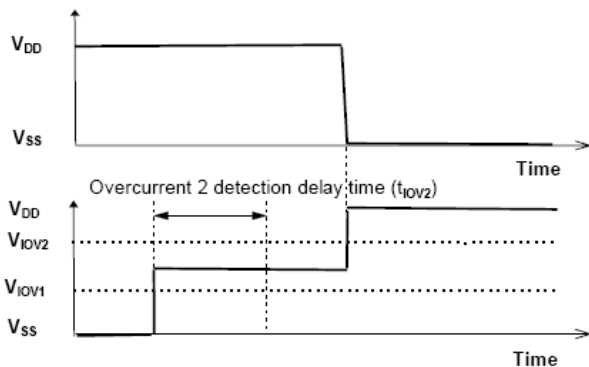 VDD
VSS
Time
Overcurrent 2 detection delay time (tIOV2)
VDD
VIOV2
VIOV1
VSS
Time